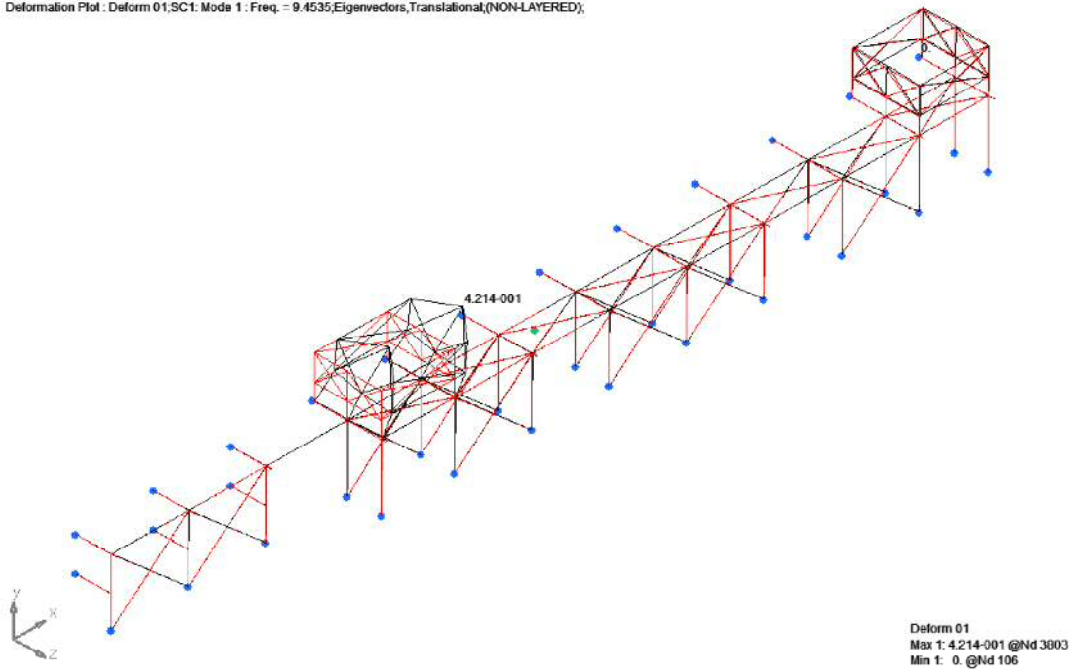 Deformation Plot : Deform 01;SC1: Mode 1 : Freq. = 9.4535;Eigenvectors,Translational;(NON-LAYERED);
0.
4.214-001
Y
X
Z
Deform 01
Max 1: 4.214-001 @Nd 3803
Min 1: 0. @Nd 106